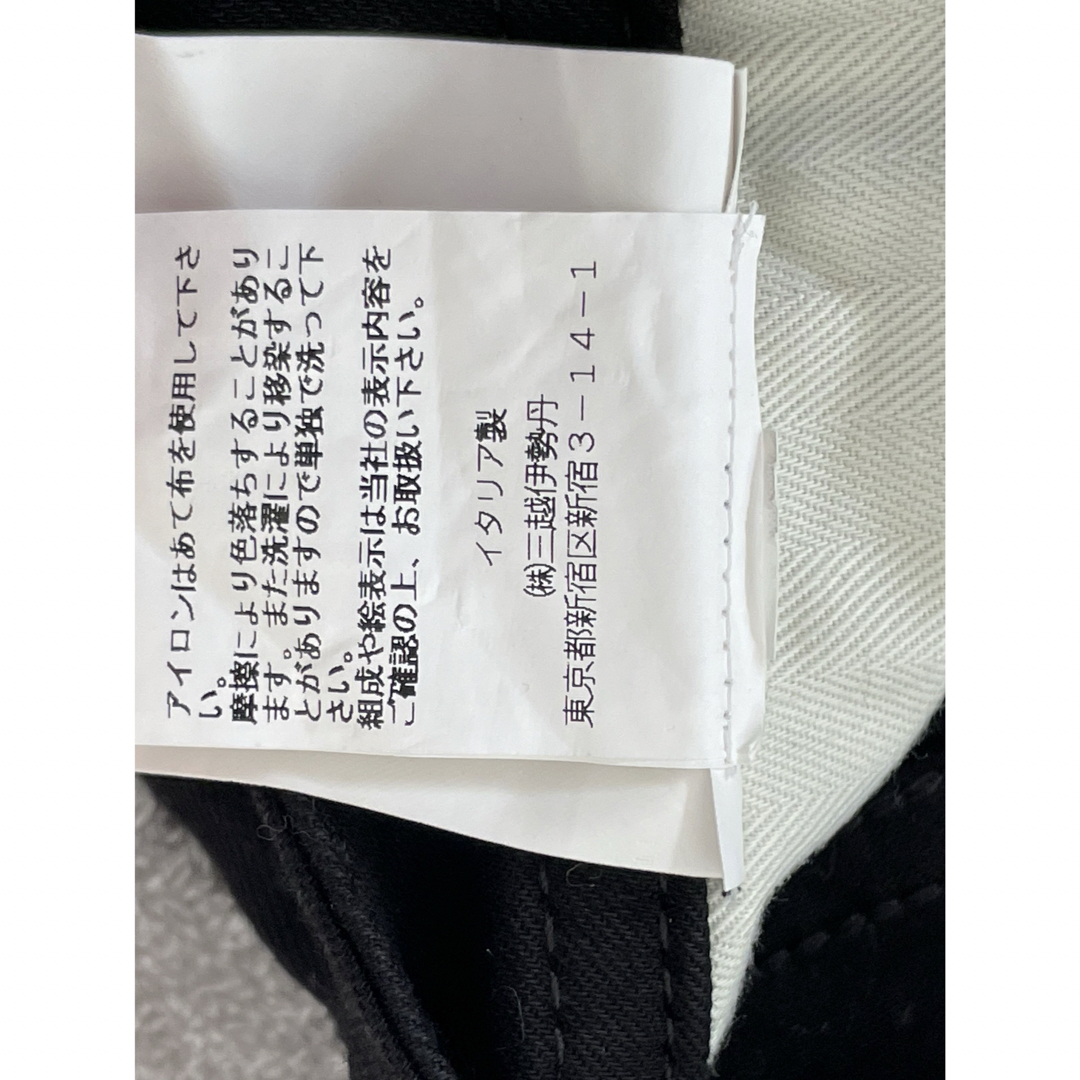 アイロンはあて布を使用して下さ
い。
摩擦により色落ちすることがあり
ます。また洗濯により移染するこ
とがありますので単独で洗って下
さい。
組成や絵表示は当社の表示内容を
ご確認の上、お取扱い下さい。
イタリア製
㈱三越伊勢丹
東京都新宿区新宿3－14－1